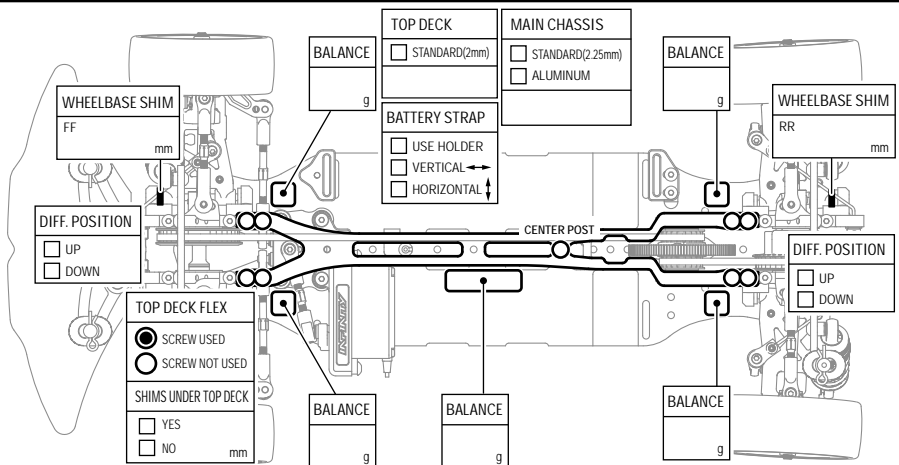 TOP DECK
STANDARD(2mm)
MAIN CHASSIS
STANDARD(2.25mm)
ALUMINUM
BALANCE
g
BALANCE
g
WHEELBASE SHIM
FF
mm
BATTERY STRAP
USE HOLDER
VERTICAL
HORIZONTAL
WHEELBASE SHIM
RR
mm
DIFF. POSITION
UP
DOWN
CENTER POST
DIFF. POSITION
UP
DOWN
TOP DECK FLEX
SCREW USED
SCREW NOT USED
SHIMS UNDER TOP DECK
YES
NO
mm
INFINITY
BALANCE
g
BALANCE
g
BALANCE
g